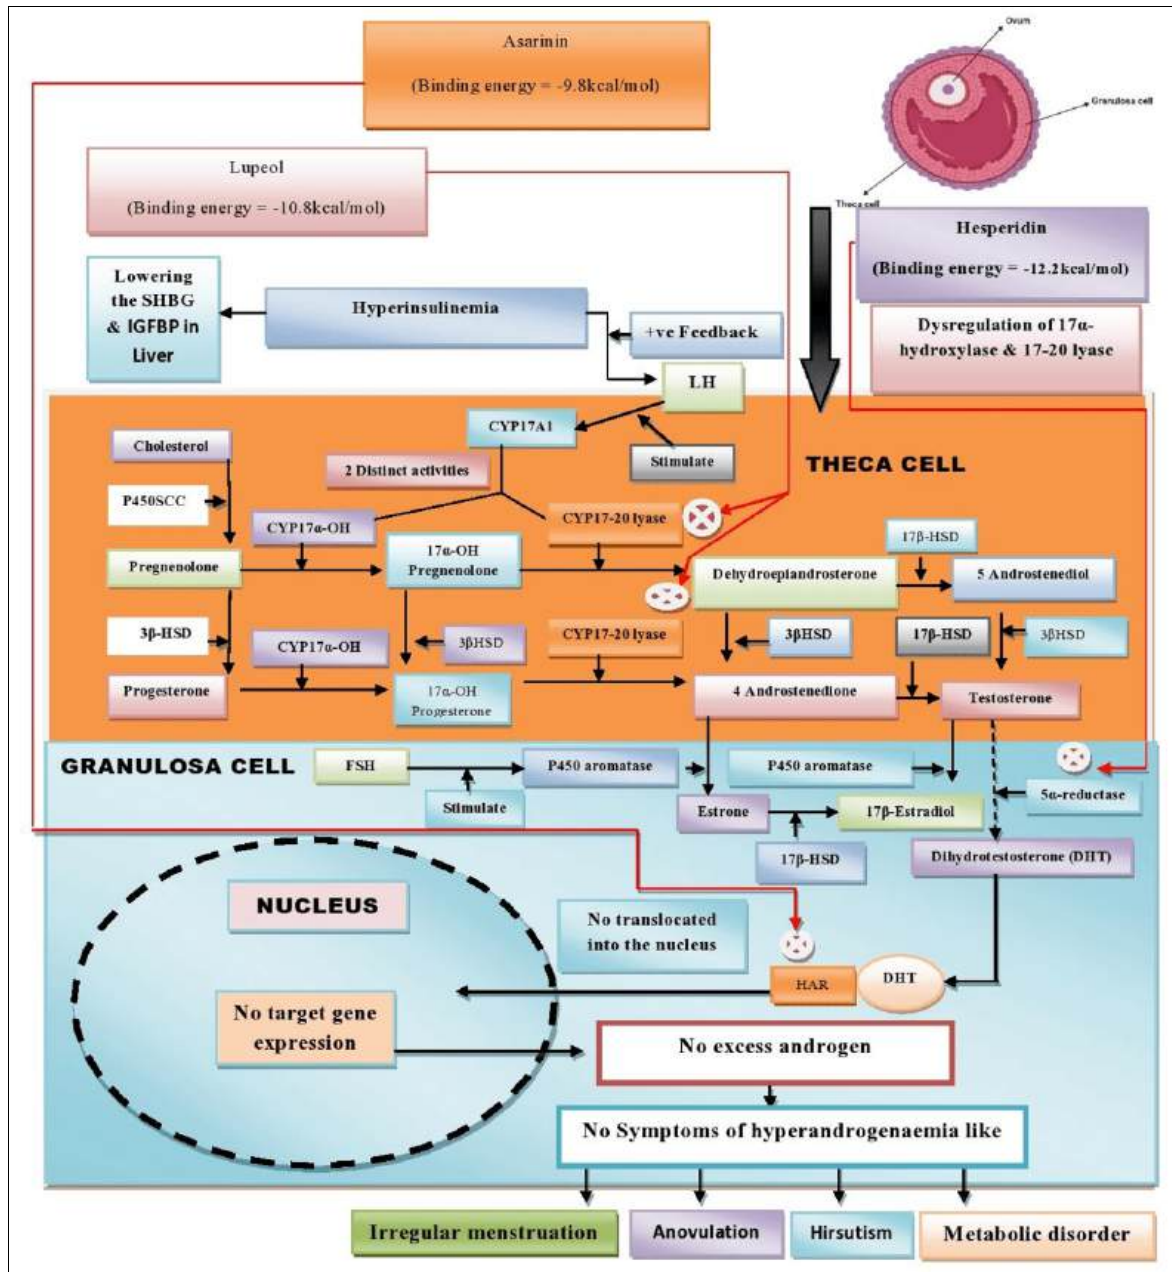 Asarinin
(Binding energy = -9.8kcal/mol)
Ovum
Granulosa cell
Theca cell
Lupeol
(Binding energy = -10.8kcal/mol)
Hesperidin
(Binding energy = -12.2kcal/mol)
Lowering
the SHBG
& IGFBP in
Liver
Hyperinsulinemia
+ve Feedback
LH
Dysregulation of 17α-
hydroxylase & 17-20 lyase
CYP17A1
Stimulate
THECA CELL
Cholesterol
2 Distinct activities
P450SCC
CYP17α-OH
CYP17-20 lyase
17β-HSD
Pregnenolone
17α-OH
Pregnenolone
Dehydroepiandrosterone
5 Androstenediol
3β-HSD
CYP17α-OH
3βHSD
CYP17-20 lyase
3βHSD
17β-HSD
3βHSD
Progesterone
17α-OH
Progesterone
4 Androstenedione
Testosterone
GRANULOSA CELL
FSH
P450 aromatase
P450 aromatase
Stimulate
Estrone
17β-Estradiol
5α-reductase
17β-HSD
Dihydrotestosterone (DHT)
NUCLEUS
No translocated
into the nucleus
HAR
DHT
No target gene
expression
No excess androgen
No Symptoms of hyperandrogenaemia like
Irregular menstruation
Anovulation
Hirsutism
Metabolic disorder